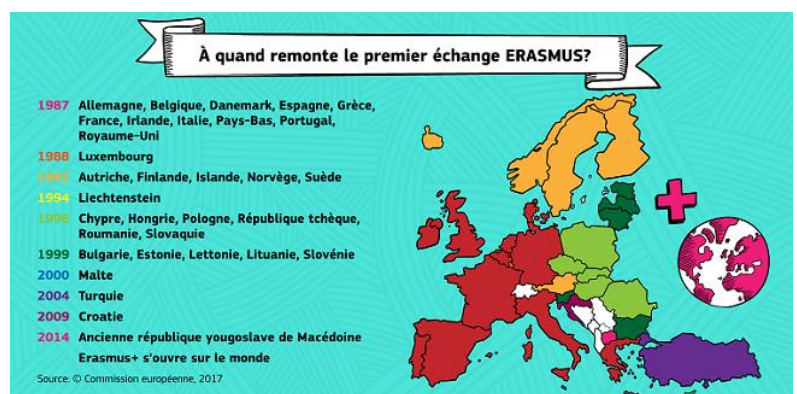 À quand remonte le premier échange ERASMUS?
1987 Allemagne, Belgique, Danemark, Espagne, Grèce,
France, Irlande, Italie, Pays-Bas, Portugal,
Royaume-Uni
1988 Luxembourg
Autriche, Finlande, Islande, Norvège, Suède
1994 Liechtenstein
1998 Chypre, Hongrie, Pologne, République tchèque,
Roumanie, Slovaquie
1999 Bulgarie, Estonie, Lettonie, Lituanie, Slovénie
2000 Malte
2004 Turquie
2009 Croatie
2014 Ancienne république yougoslave de Macédoine
Erasmus+ s'ouvre sur le monde
Source: © Commission européenne, 2017